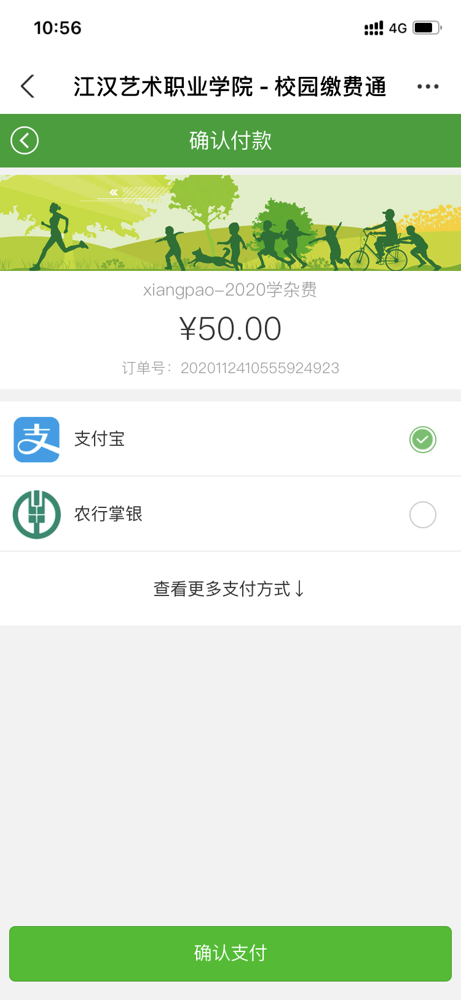 10:56
4G
江汉艺术职业学院 - 校园缴费通
确认付款
xiangpao-2020学杂费
¥50.00
订单号：2020112410555924923
支付宝
农行掌银
查看更多支付方式↓
确认支付